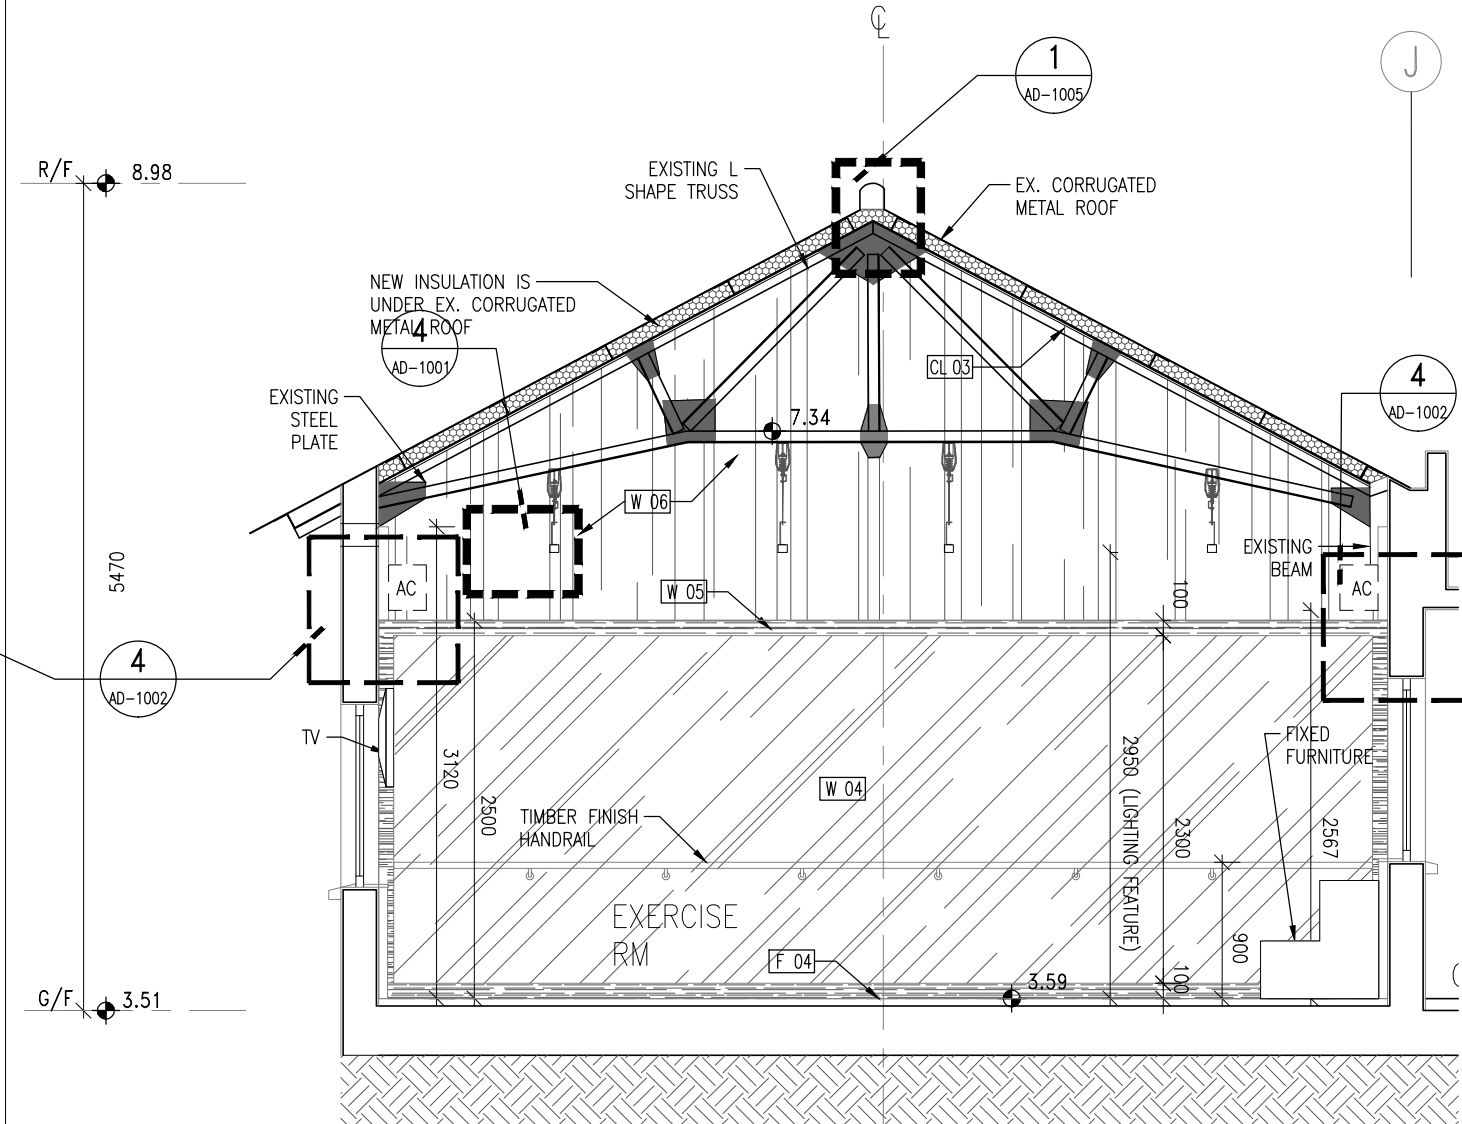 ℄
1
AD-1005
J
R/F
8.98
EXISTING L
SHAPE TRUSS
EX. CORRUGATED
METAL ROOF
NEW INSULATION IS
UNDER EX. CORRUGATED
METAL ROOF
4
AD-1001
CL 03
4
AD-1002
EXISTING
STEEL
PLATE
7.34
W 06
EXISTING
BEAM
5470
AC
AC
W 05
100
4
AD-1002
TV
3120
2500
2950 (LIGHTING FEATURE)
FIXED
FURNITURE
W 04
TIMBER FINISH
HANDRAIL
2300
2567
EXERCISE
RM
900
F 04
100
3.59
G/F
3.51